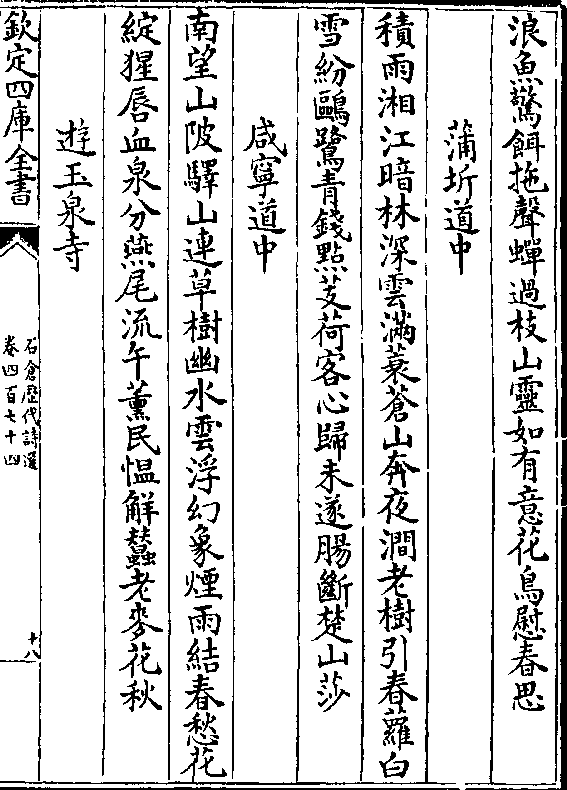 浪魚驚餌拖聲蟬過枝山靈如有意花鳥慰春思
蒲圻道中
積雨湘江暗林深雲滿蓑蒼山奔夜澗老樹引春蘿白
雪紛鷗鷺青錢點芰荷客心歸未遂腸斷楚山莎
咸寧道中
南望山陂驛山連草樹幽水雲浮幻象煙雨結春愁花
綻猩唇血泉分燕尾流午薰民愠解蠶老麥花秋
遊玉泉寺
欽定四庫全書
石倉歷代詩選
卷四百七十四
十八